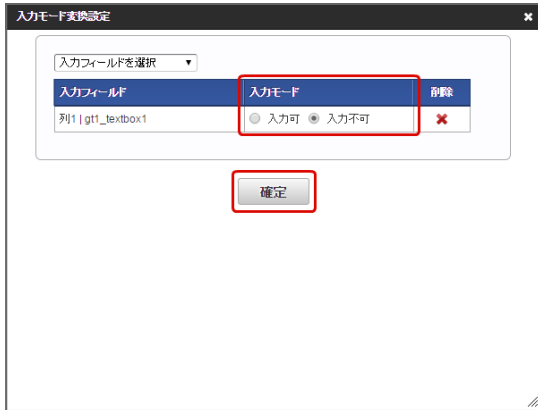 入力モード変換設定
入力フィールドを選択
入力フィールド 入力モード 削除
列1 | gt1_textbox1 入力可 入力不可
確定